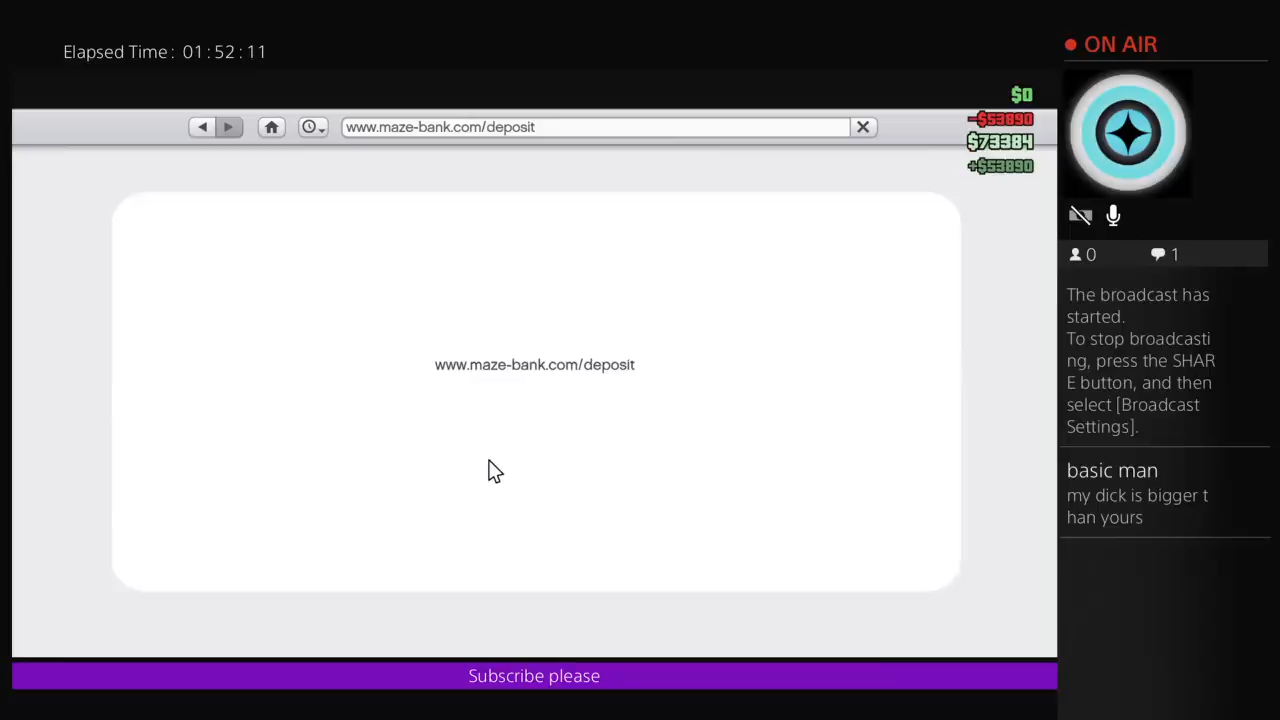 Elapsed Time: 01:52:11
ON AIR
www.maze-bank.com/deposit
$0
-$53890
$73384
+$53890
0
1
www.maze-bank.com/deposit
The broadcast has
started.
To stop broadcasti
ng, press the SHAR
E button, and then
select [Broadcast
Settings].
basic man
my dick is bigger t
han yours
Subscribe please